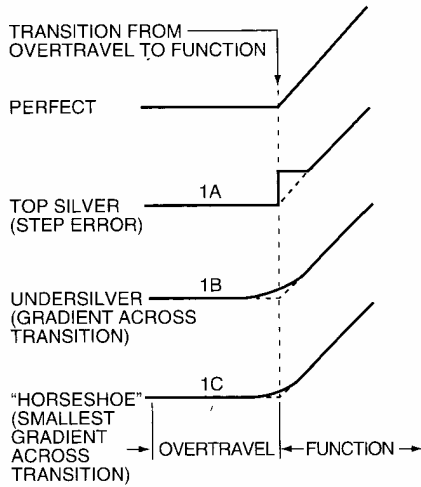 TRANSITION FROM
OVERTRAVEL TO FUNCTION
PERFECT
1A
TOP SILVER
(STEP ERROR)
1B
UNDERSILVER
(GRADIENT ACROSS
TRANSITION)
1C
"HORSESHOE"
(SMALLEST
GRADIENT
ACROSS
TRANSITION)
OVERTRAVEL
FUNCTION